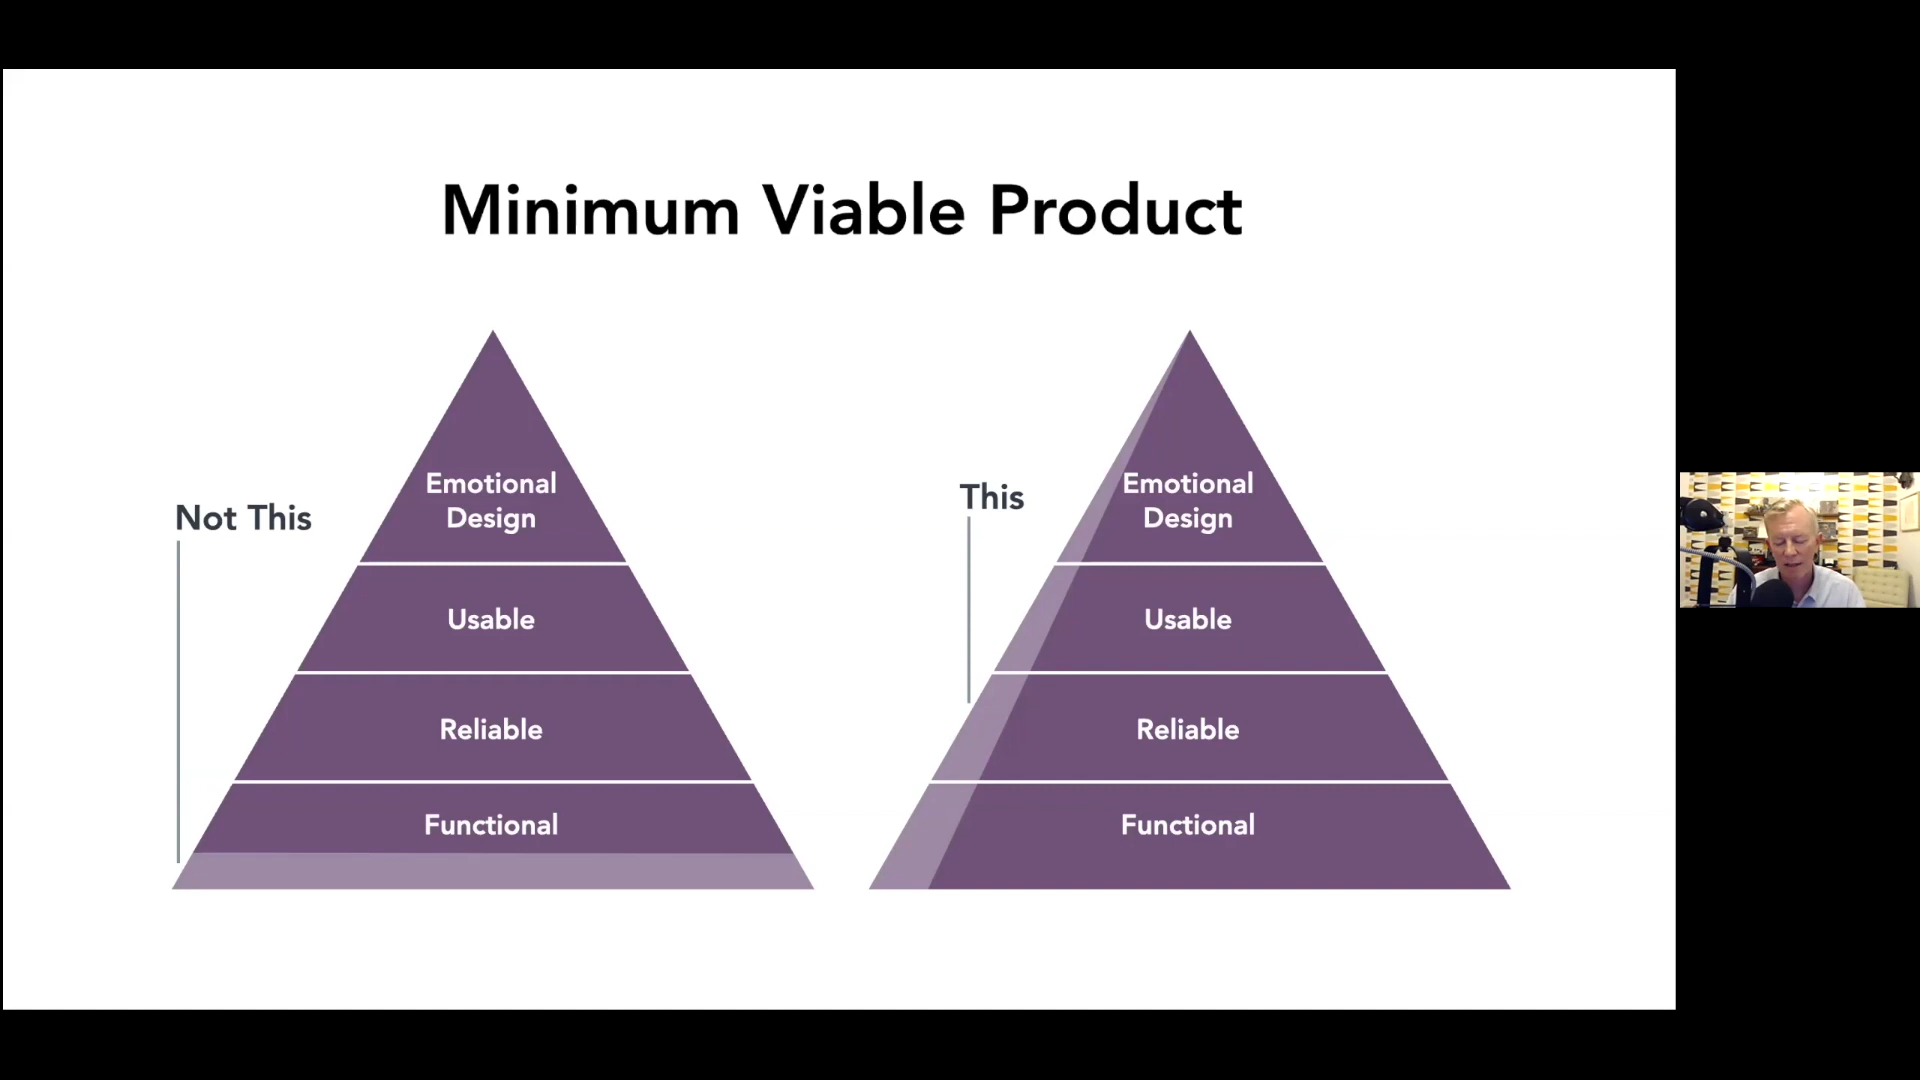 Minimum Viable Product
Not This
Emotional
Design
Usable
Reliable
Functional
This
Emotional
Design
Usable
Reliable
Functional